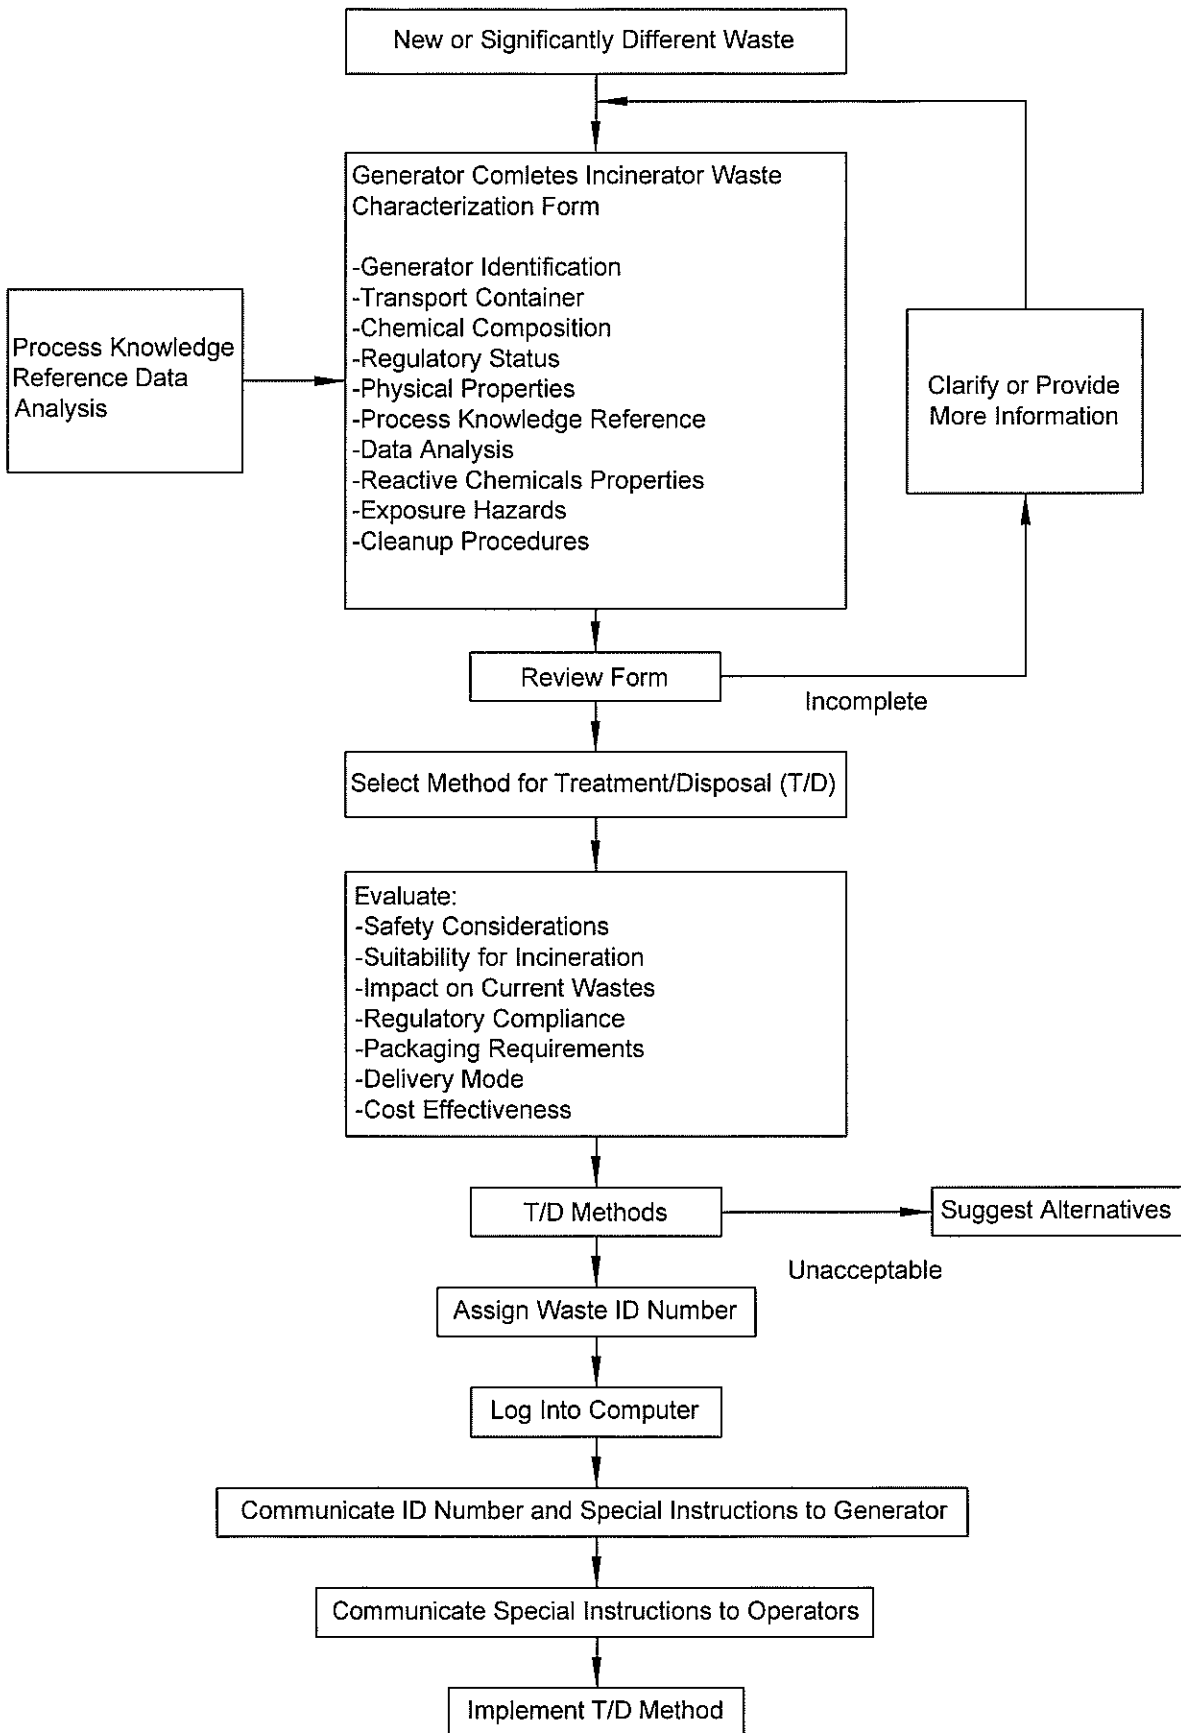 New or Significantly Different Waste
Generator Comletes Incinerator Waste
Characterization Form
-Generator Identification
-Transport Container
-Chemical Composition
-Regulatory Status
-Physical Properties
-Process Knowledge Reference
-Data Analysis
-Reactive Chemicals Properties
-Exposure Hazards
-Cleanup Procedures
Process Knowledge
Reference Data
Analysis
Clarify or Provide
More Information
Review Form
Incomplete
Select Method for Treatment/Disposal (T/D)
Evaluate:
-Safety Considerations
-Suitability for Incineration
-Impact on Current Wastes
-Regulatory Compliance
-Packaging Requirements
-Delivery Mode
-Cost Effectiveness
T/D Methods
Suggest Alternatives
Unacceptable
Assign Waste ID Number
Log Into Computer
Communicate ID Number and Special Instructions to Generator
Communicate Special Instructions to Operators
Implement T/D Method